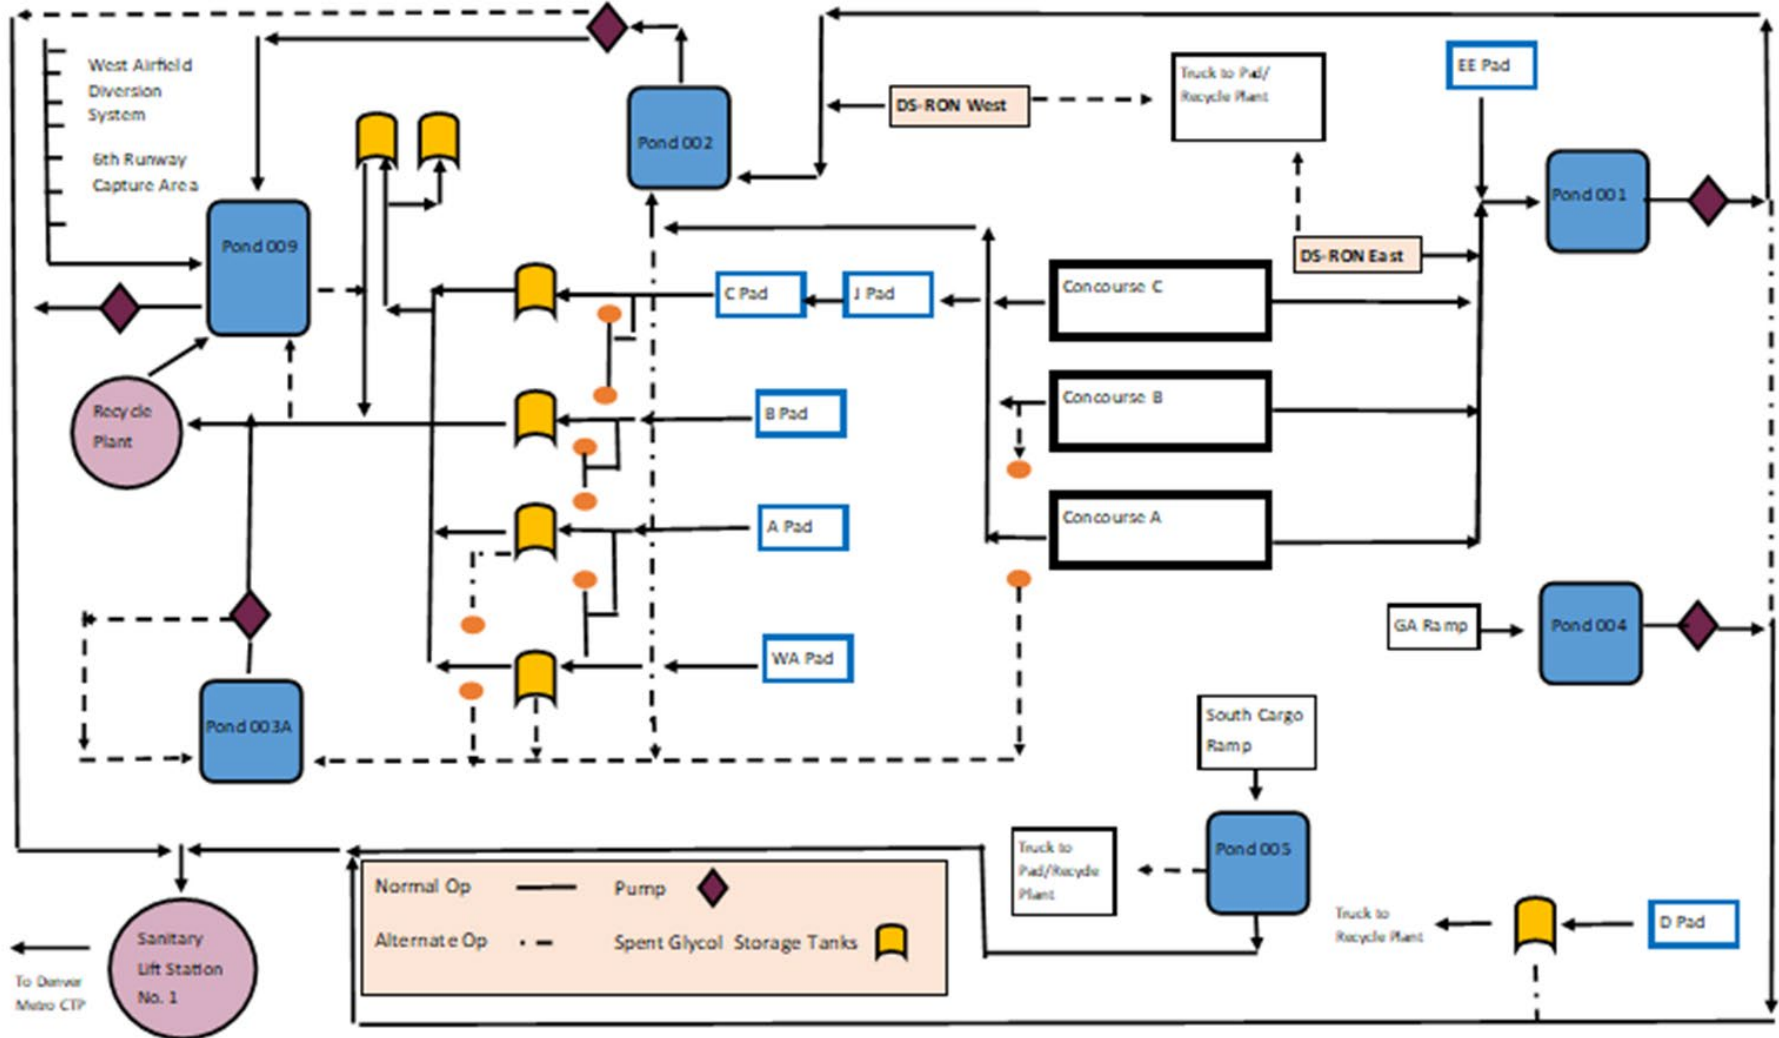 West Airfield
Diversion
System
6th Runway
Capture Area
Pond 002
DS-RON West
Truck to Pad/
Recycle Plant
EE Pad
Pond 001
Pond 009
DS-RON East
C Pad
J Pad
Concourse C
Concourse B
Concourse A
Recycle
Plant
B Pad
A Pad
WA Pad
GA Ramp
Pond 004
Pond 003A
South Cargo
Ramp
Pond 005
Truck to
Pad/Recycle
Plant
Normal Op
Pump
Alternate Op
Spent Glycol Storage Tanks
Truck to
Recycle Plant
D Pad
Sanitary
Lift Station
No. 1
To Denver
Metro CTP